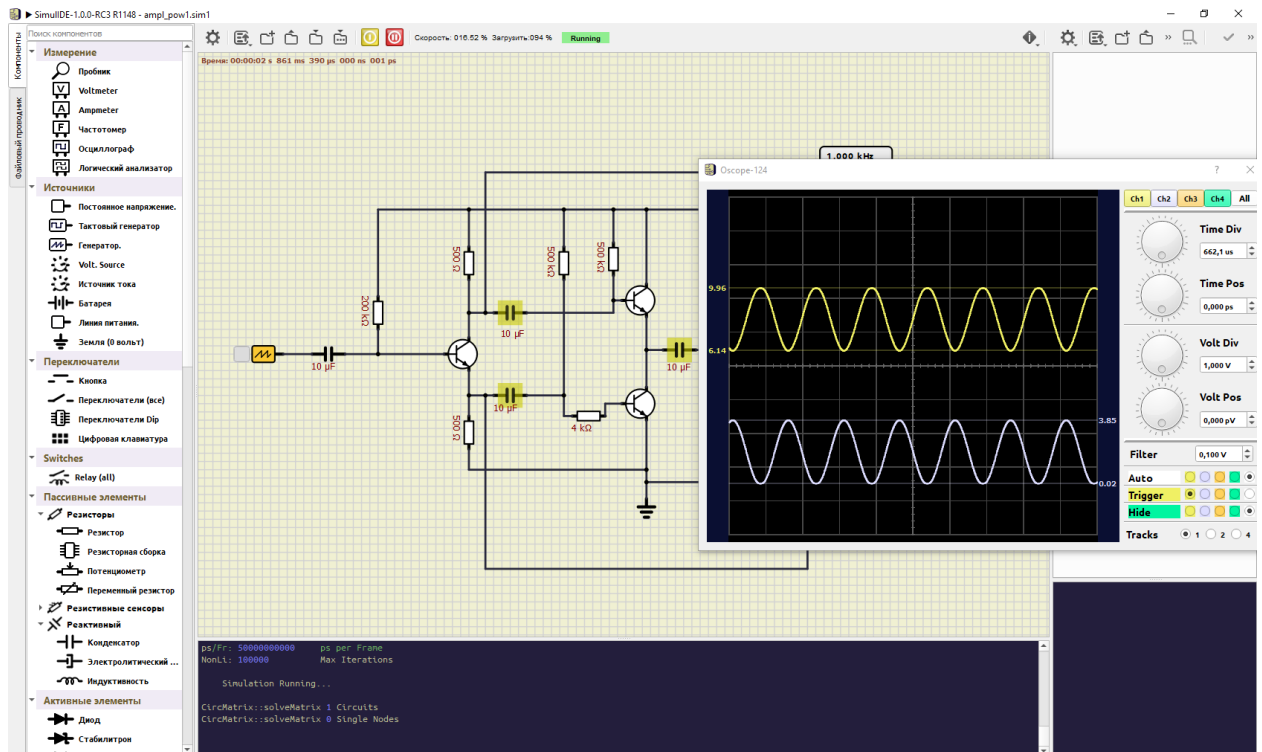 SimulIDE-1.0.0-RC3 R1148 - ampl_pow1.sim1
Компоненты
Файловый проводник
Поиск компонентов
Измерение
Пробник
Voltmeter
Ampmeter
Частотомер
Осциллограф
Логический анализатор
Источники
Постоянное напряжение.
Тактовый генератор
Генератор.
Volt. Source
Источник тока
Батарея
Линия питания.
Земля (0 вольт)
Переключатели
Кнопка
Переключатели (все)
Переключатели Dip
Цифровая клавиатура
Switches
Relay (all)
Пассивные элементы
Резисторы
Резистор
Резисторная сборка
Потенциометр
Переменный резистор
Резистивные сенсоры
Реактивный
Конденсатор
Электролитический ...
Индуктивность
Активные элементы
Диод
Стабилитрон
Скорость: 016.52 % Загрузить:094 % Running
Время: 00:00:02 s 861 ms 390 µs 000 ns 001 ps
1.000 kHz
500 Ω
500 kΩ
500 kΩ
200 kΩ
10 µF
10 µF
10 µF
10 µF
500 Ω
4 kΩ
Oscope-124
?
9.96
6.14
3.85
0.02
Ch1 Ch2 Ch3 Ch4 All
Time Div
662,1 us
Time Pos
0,000 ps
Volt Div
1,000 V
Volt Pos
0,000 pV
Filter 0,100 V
Auto
Trigger
Hide
Tracks 1 2 4
ps/Fr: 50000000000 ps per Frame
NonLi: 100000 Max Iterations
Simulation Running...
CircMatrix::solveMatrix 1 Circuits
CircMatrix::solveMatrix 0 Single Nodes